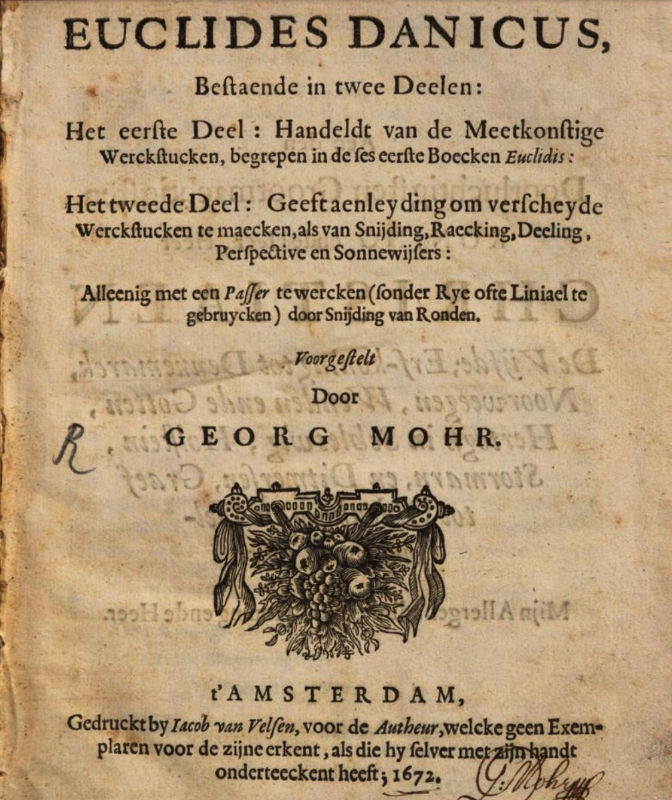 EUCLIDES DANICUS,
Beſtaende in twee Deelen:
Het eerſte Deel: Handeldt van de Meetkonſtige
Werckſtucken, begrepen in de ſes eerſte Boecken Euclidis:
Het tweede Deel: Geeft aenleyding om verſcheyde
Werckſtucken te maecken, als van Snijding, Raecking, Deeling,
Perſpective en Sonnewijſers:
Alleenig met een Paſſer te wercken (ſonder Rye ofte Liniael te
gebruycken) door Snijding van Ronden.
Voorgeſtelt
Door
GEORG MOHR.
R
t'AMSTERDAM,
Gedruckt by Iacob van Velſen, voor de Autheur, welcke geen Exem-
plaren voor de zijne erkent, als die hy ſelver met zijn handt
onderteeckent heeft; 1672.
G: Mohr